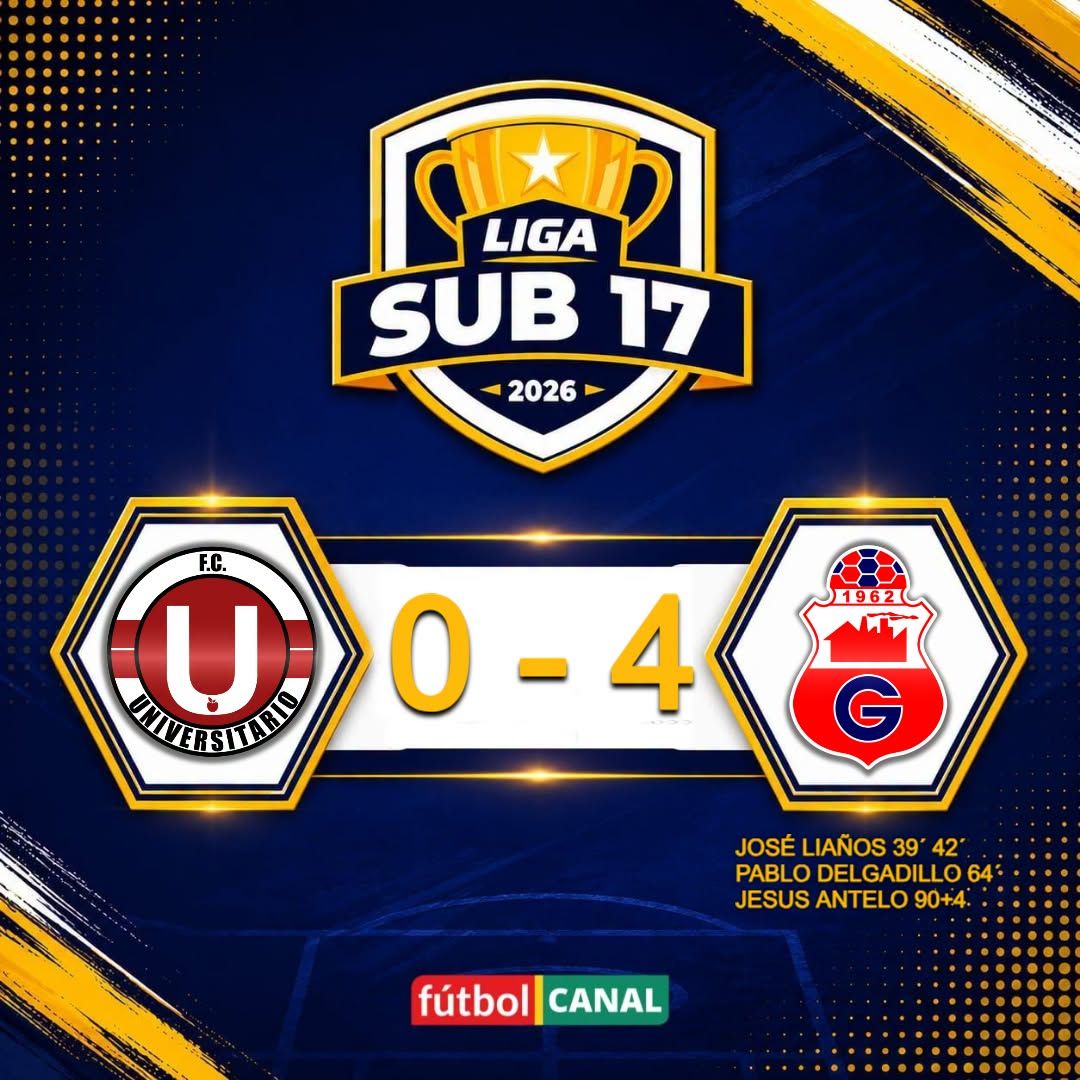 LIGA
SUB 17
2026
F.C.
U
UNIVERSITARIO
0 - 4
1962
G
JOSÉ LIAÑOS 39´ 42´
PABLO DELGADILLO 64´
JESUS ANTELO 90+4.
fútbol CANAL